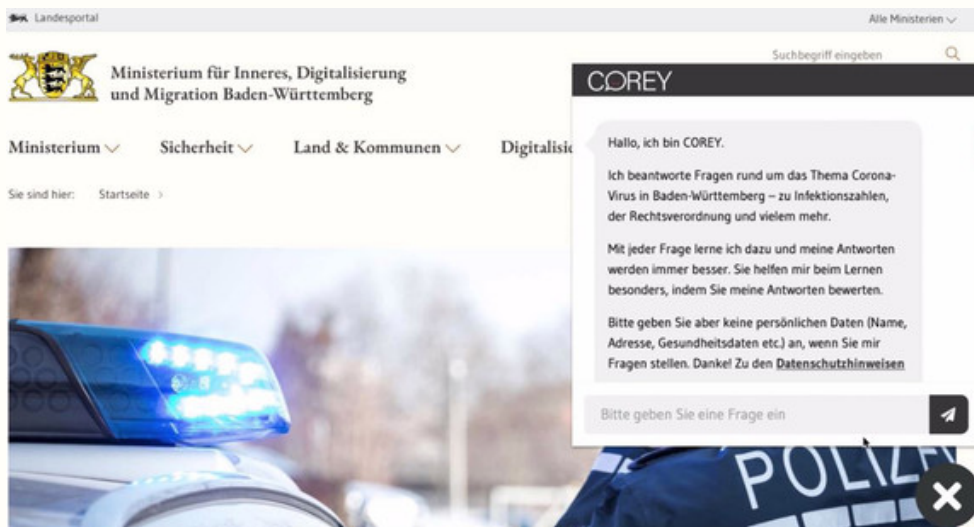 Landesportal
Alle Ministerien
Suchbegriff eingeben
Ministerium für Inneres, Digitalisierung
und Migration Baden-Württemberg
Ministerium
Sicherheit
Land & Kommunen
Sie sind hier:
Startseite
COREY
Hallo, ich bin COREY.
Ich beantworte Fragen rund um das Thema Corona-
Virus in Baden-Württemberg – zu Infektionszahlen,
der Rechtsverordnung und vielem mehr.
Mit jeder Frage lerne ich dazu und meine Antworten
werden immer besser. Sie helfen mir beim Lernen
besonders, indem Sie meine Antworten bewerten.
Bitte geben Sie aber keine persönlichen Daten (Name,
Adresse, Gesundheitsdaten etc.) an, wenn Sie mir
Fragen stellen. Danke! Zu den Datenschutzhinweisen
Bitte geben Sie eine Frage ein
POLIZEI